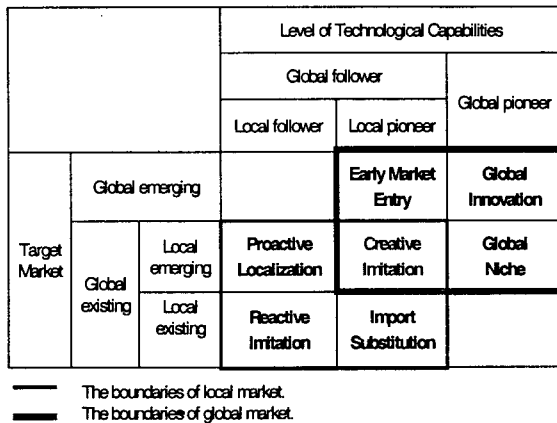 Level of Technological Capabilities
Global follower
Global pioneer
Local follower
Local pioneer
Target
Market
Global emerging
Early Market
Entry
Global
Innovation
Global
existing
Local
emerging
Proactive
Localization
Creative
Irritation
Global
Niche
Local
existing
Reactive
Irritation
Import
Substitution
The boundaries of local market.
The boundaries of global market.